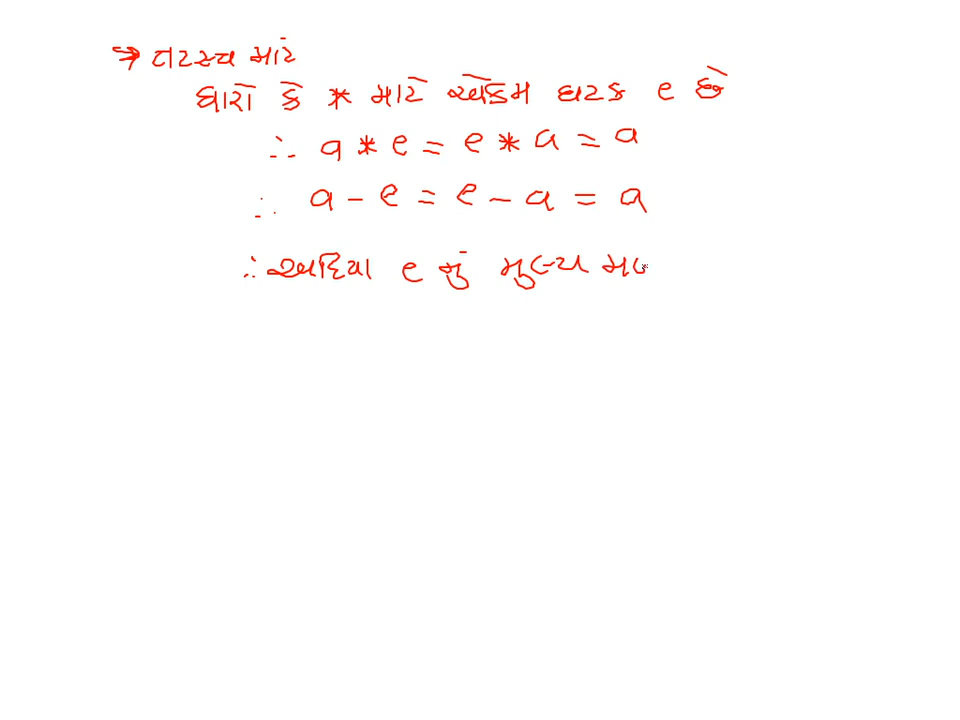 → તટસ્થ માટે
ધારો કે * માટે એકમ ઘટક e છે
∴ a * e = e * a = a
∴ a - e = e - a = a
∴ અહિયા e નું મુલ્ય મ